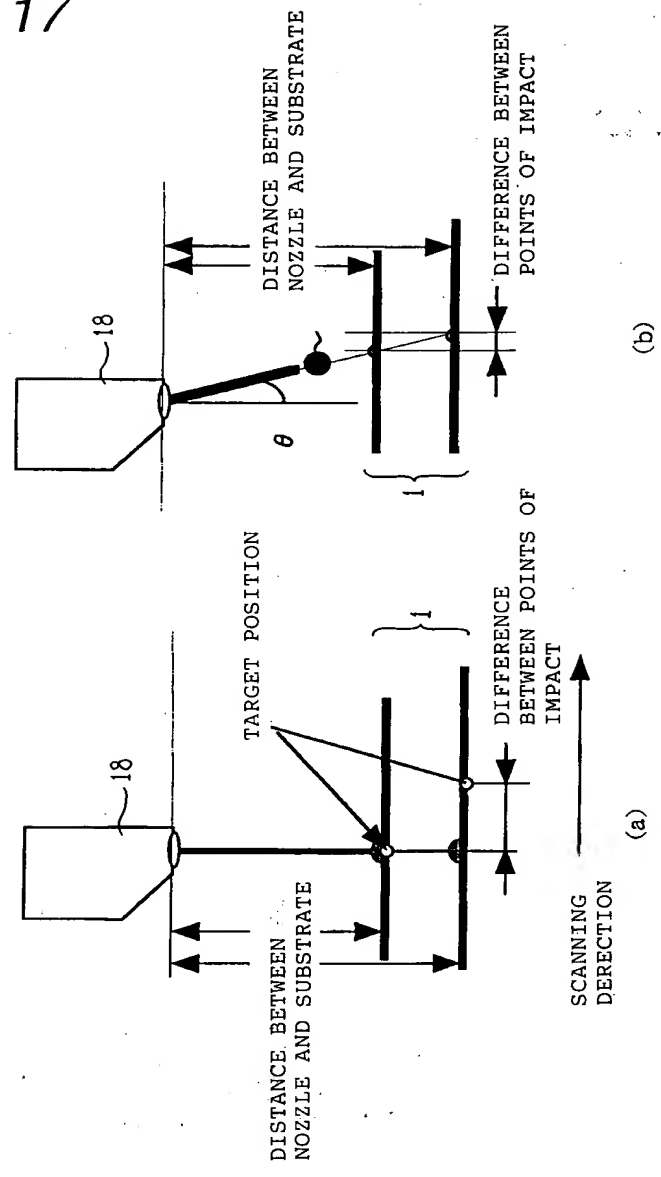 17
18
DISTANCE BETWEEN
NOZZLE AND SUBSTRATE
TARGET POSITION
1
DIFFERENCE
BETWEEN POINTS OF
IMPACT
SCANNING
DERECTION
(a)
18
θ
DISTANCE BETWEEN
NOZZLE AND SUBSTRATE
1
DIFFERENCE BETWEEN
POINTS OF IMPACT
(b)